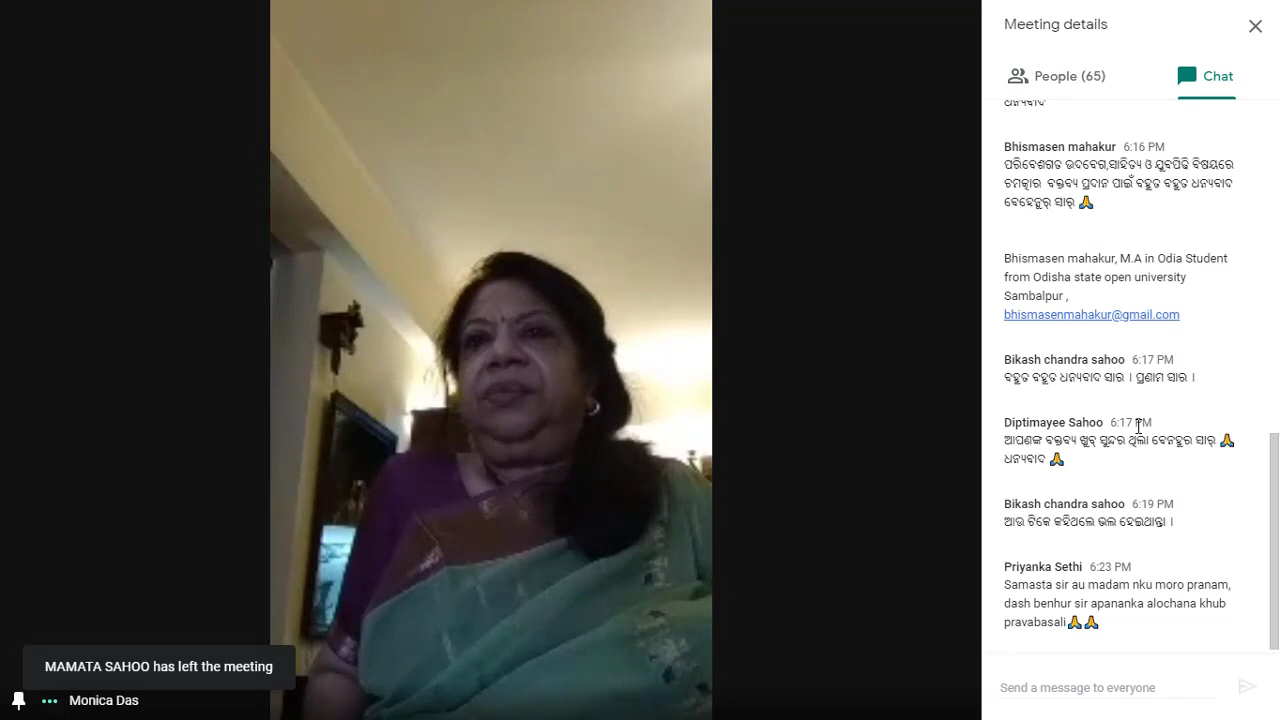 Meeting details
People (65)
Chat
ଧନ୍ୟବାଦ
Bhismasen mahakur 6:16 PM
ପରିବେଶଗତ ଉଦବେଗ,ସାହିତ୍ୟ ଓ ଯୁବପିଢି ବିଷୟରେ
ଚମତ୍କାର ବକ୍ତବ୍ୟ ପ୍ରଦାନ ପାଇଁ ବହୁତ ବହୁତ ଧନ୍ୟବାଦ
ବେହେନୁର୍ ସାର୍ 🙏
Bhismasen mahakur, M.A in Odia Student
from Odisha state open university
Sambalpur ,
bhismasenmahakur@gmail.com
Bikash chandra sahoo 6:17 PM
ବହୁତ ବହୁତ ଧନ୍ୟବାଦ ସାର । ପ୍ରଣାମ ସାର ।
Diptimayee Sahoo 6:17 PM
ଆପଣଙ୍କ ବକ୍ତବ୍ୟ ଖୁବ୍ ସୁନ୍ଦର ଥିଲା ବେନହୂର ସାର୍ 🙏
ଧନ୍ୟବାଦ 🙏
Bikash chandra sahoo 6:19 PM
ଆଉ ଟିକେ କହିଥଲେ ଭଲ ହେଇଥାନ୍ତା ।
Priyanka Sethi 6:23 PM
Samasta sir au madam nku moro pranam,
dash benhur sir apananka alochana khub
pravabasali🙏🙏
MAMATA SAHOO has left the meeting
Monica Das
Send a message to everyone